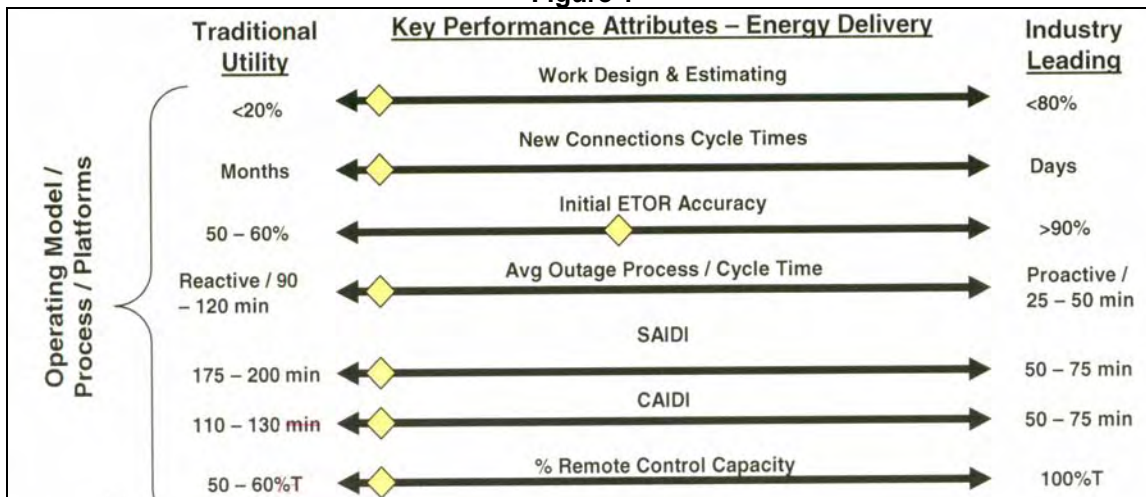 Traditional
Utility
Key Performance Attributes – Energy Delivery
Industry
Leading
Operating Model /
Process / Platforms
Work Design & Estimating
<20%
<80%
New Connections Cycle Times
Months
Days
Initial ETOR Accuracy
50 – 60%
>90%
Avg Outage Process / Cycle Time
Reactive / 90
– 120 min
Proactive /
25 – 50 min
SAIDI
175 – 200 min
50 – 75 min
CAIDI
110 – 130 min
50 – 75 min
% Remote Control Capacity
50 – 60%T
100%T